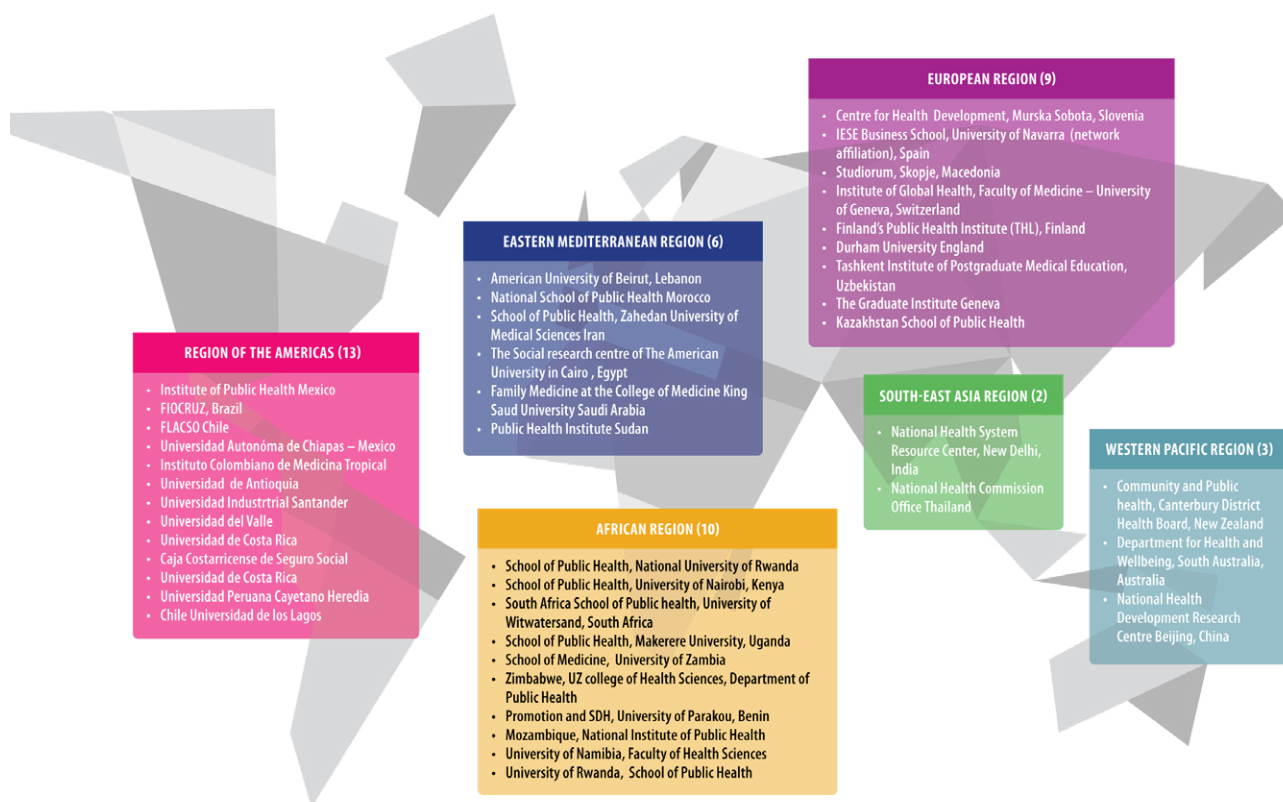 EUROPEAN REGION (9)
• Centre for Health Development, Murska Sobota, Slovenia
• IESE Business School, University of Navarra (network
affiliation), Spain
• Studiorum, Skopje, Macedonia
• Institute of Global Health, Faculty of Medicine – University
of Geneva, Switzerland
• Finland's Public Health Institute (THL), Finland
• Durham University England
• Tashkent Institute of Postgraduate Medical Education,
Uzbekistan
• The Graduate Institute Geneva
• Kazakhstan School of Public Health
EASTERN MEDITERRANEAN REGION (6)
• American University of Beirut, Lebanon
• National School of Public Health Morocco
• School of Public Health, Zahedan University of
Medical Sciences Iran
• The Social research centre of The American
University in Cairo , Egypt
• Family Medicine at the College of Medicine King
Saud University Saudi Arabia
• Public Health Institute Sudan
REGION OF THE AMERICAS (13)
• Institute of Public Health Mexico
• FIOCRUZ, Brazil
• FLACSO Chile
• Universidad Autonóma de Chiapas – Mexico
• Instituto Colombiano de Medicina Tropical
• Universidad de Antioquia
• Universidad Industrtrial Santander
• Universidad del Valle
• Universidad de Costa Rica
• Caja Costarricense de Seguro Social
• Universidad de Costa Rica
• Universidad Peruana Cayetano Heredia
• Chile Universidad de los Lagos
SOUTH-EAST ASIA REGION (2)
• National Health System
Resource Center, New Delhi,
India
• National Health Commission
Office Thailand
WESTERN PACIFIC REGION (3)
• Community and Public
health, Canterbury District
Health Board, New Zealand
• Department for Health and
Wellbeing, South Australia,
Australia
• National Health
Development Research
Centre Beijing, China
AFRICAN REGION (10)
• School of Public Health, National University of Rwanda
• School of Public Health, University of Nairobi, Kenya
• South Africa School of Public health, University of
Witwatersand, South Africa
• School of Public Health, Makerere University, Uganda
• School of Medicine, University of Zambia
• Zimbabwe, UZ college of Health Sciences, Department of
Public Health
• Promotion and SDH, University of Parakou, Benin
• Mozambique, National Institute of Public Health
• University of Namibia, Faculty of Health Sciences
• University of Rwanda, School of Public Health